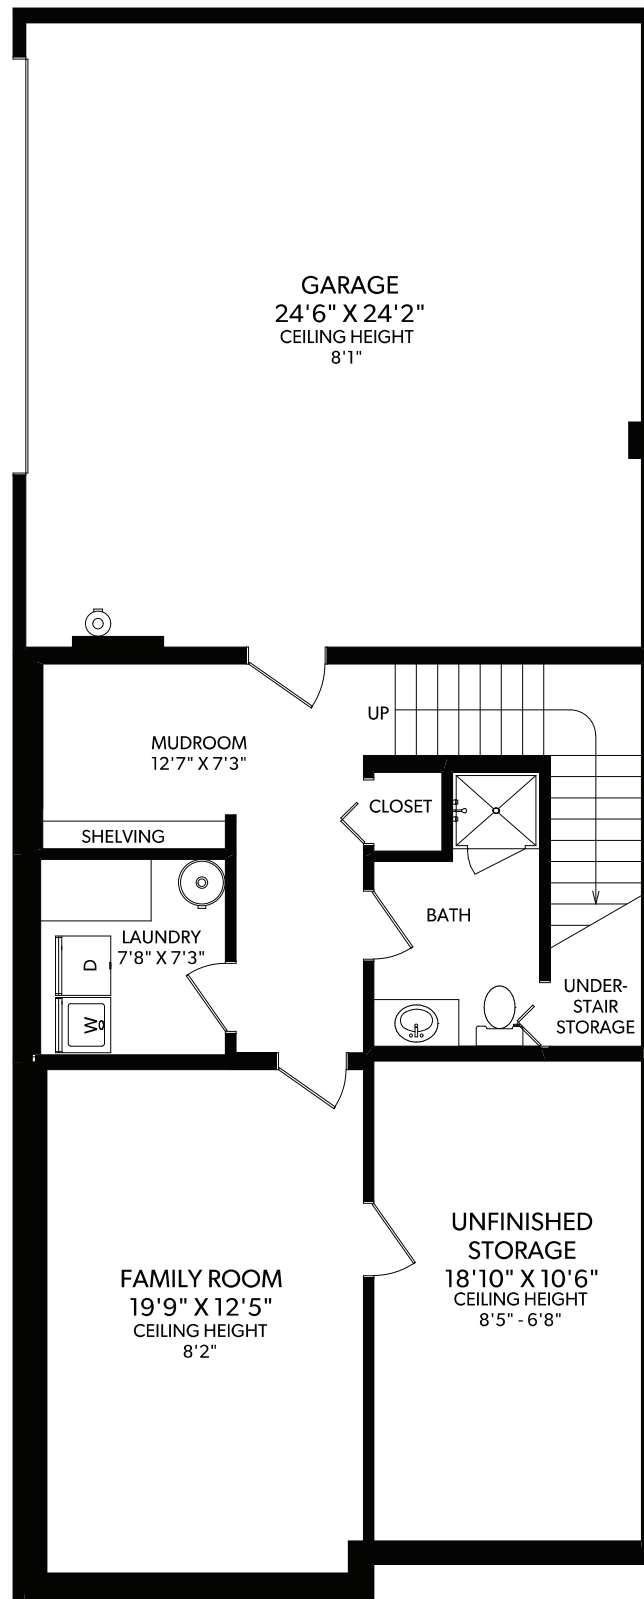 GARAGE
24'6" X 24'2"
CEILING HEIGHT
8'1"
UP
MUDROOM
12'7" X 7'3"
CLOSET
SHELVING
BATH
LAUNDRY
7'8" X 7'3"
D
W
UNDER-
STAIR
STORAGE
UNFINISHED
STORAGE
18'10" X 10'6"
CEILING HEIGHT
8'5" - 6'8"
FAMILY ROOM
19'9" X 12'5"
CEILING HEIGHT
8'2"